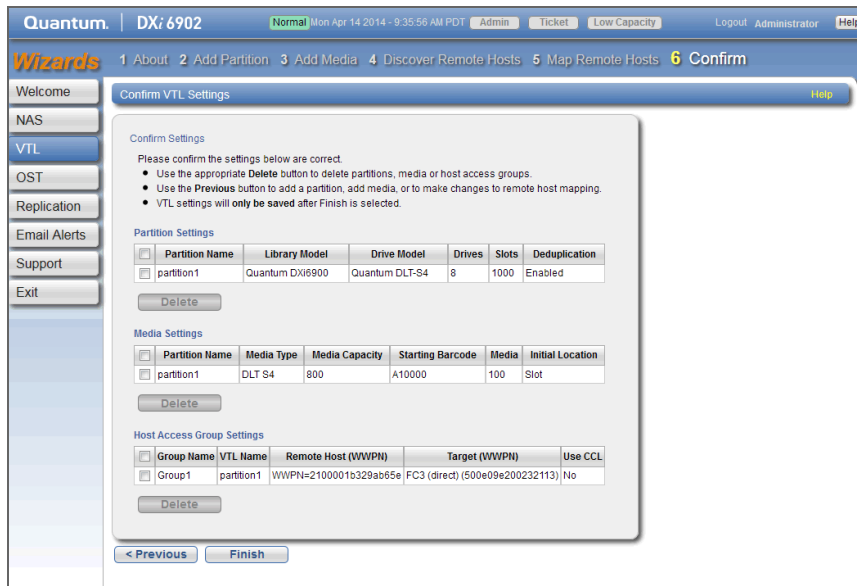 Quantum. DXi 6902 Normal Mon Apr 14 2014 - 9:35:56 AM PDT Admin Ticket Low Capacity Logout Administrator Help
Wizards 1 About 2 Add Partition 3 Add Media 4 Discover Remote Hosts 5 Map Remote Hosts 6 Confirm
Welcome
NAS
VTL
OST
Replication
Email Alerts
Support
Exit
Confirm VTL Settings Help
Confirm Settings
Please confirm the settings below are correct.
• Use the appropriate Delete button to delete partitions, media or host access groups.
• Use the Previous button to add a partition, add media, or to make changes to remote host mapping.
• VTL settings will only be saved after Finish is selected.
Partition Settings
Partition Name Library Model Drive Model Drives Slots Deduplication
partition1 Quantum DXi6900 Quantum DLT-S4 8 1000 Enabled
Delete
Media Settings
Partition Name Media Type Media Capacity Starting Barcode Media Initial Location
partition1 DLT S4 800 A10000 100 Slot
Delete
Host Access Group Settings
Group Name VTL Name Remote Host (WWPN) Target (WWPN) Use CCL
Group1 partition1 WWPN=2100001b329ab65e FC3 (direct) (500e09e200232113) No
Delete
< Previous Finish